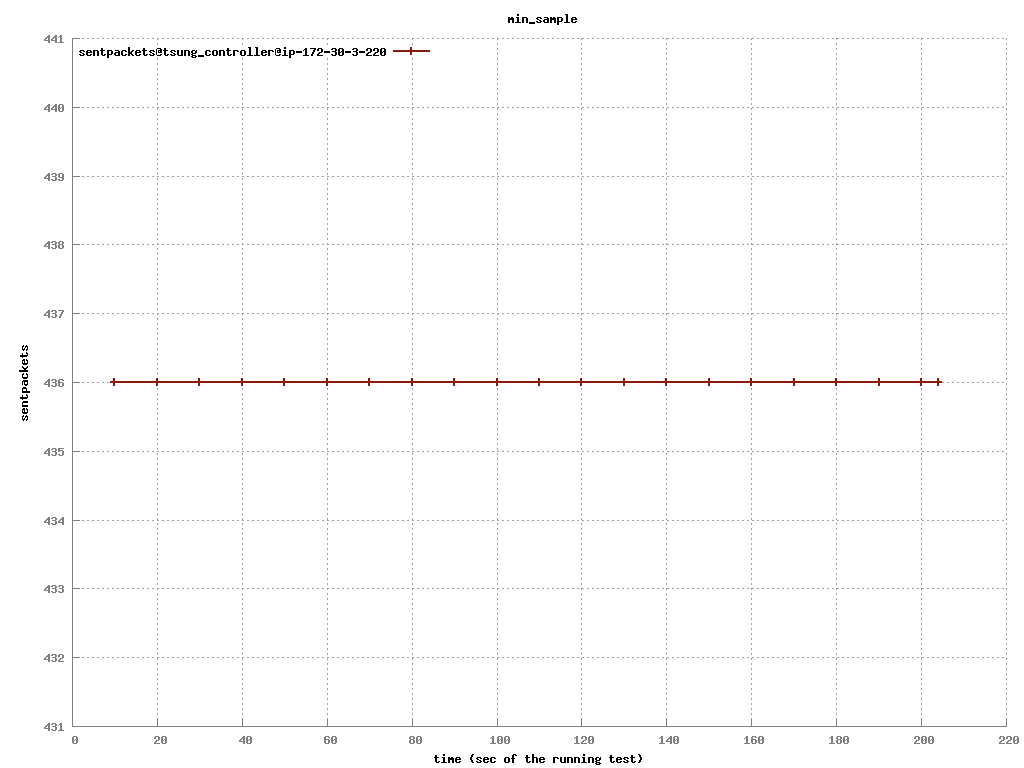 min_sample
sentpackets@tsung_controller@ip-172-30-3-220
441
440
439
438
437
436
435
434
433
432
431
sentpackets
0 20 40 60 80 100 120 140 160 180 200 220
time (sec of the running test)